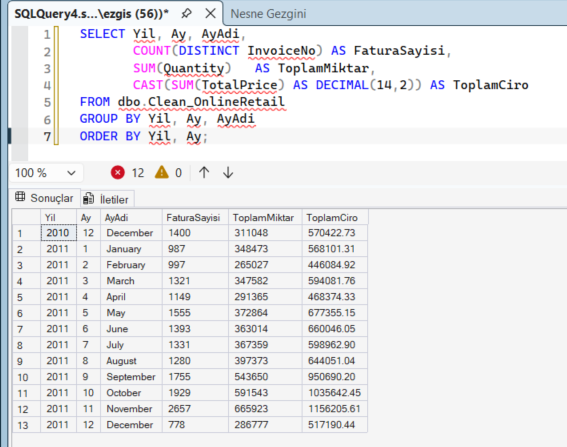 SQLQuery4.s...\ezgis (56))* Nesne Gezgini
1 SELECT Yil, Ay, AyAdi,
2 COUNT(DISTINCT InvoiceNo) AS FaturaSayisi,
3 SUM(Quantity) AS ToplamMiktar,
4 CAST(SUM(TotalPrice) AS DECIMAL(14,2)) AS ToplamCiro
5 FROM dbo.Clean_OnlineRetail
6 GROUP BY Yil, Ay, AyAdi
7 ORDER BY Yil, Ay;
100 % 12 0
Sonuçlar İletiler
Yil Ay AyAdi FaturaSayisi ToplamMiktar ToplamCiro
1 2010 12 December 1400 311048 570422.73
2 2011 1 January 987 348473 568101.31
3 2011 2 February 997 265027 446084.92
4 2011 3 March 1321 347582 594081.76
5 2011 4 April 1149 291365 468374.33
6 2011 5 May 1555 372864 677355.15
7 2011 6 June 1393 363014 660046.05
8 2011 7 July 1331 367359 598962.90
9 2011 8 August 1280 397373 644051.04
10 2011 9 September 1755 543650 950690.20
11 2011 10 October 1929 591543 1035642.45
12 2011 11 November 2657 665923 1156205.61
13 2011 12 December 778 286777 517190.44